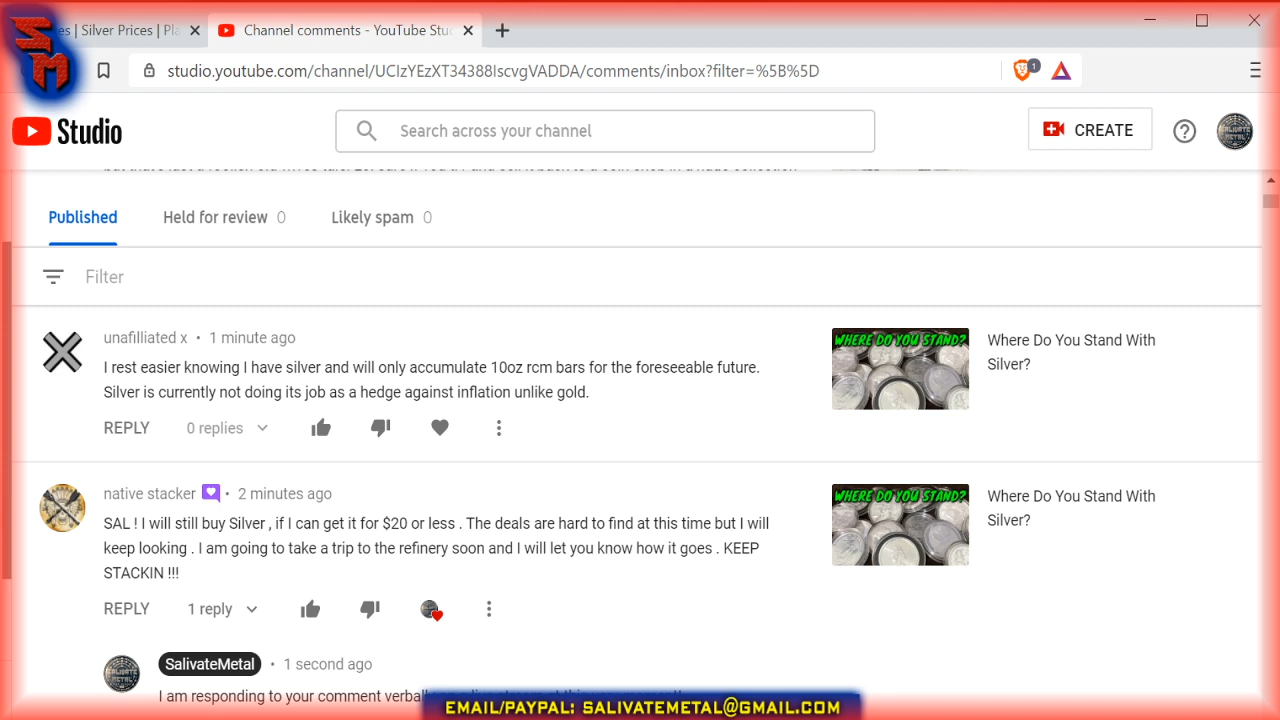 SM
es | Silver Prices | Pla
Channel comments - YouTube Stud
studio.youtube.com/channel/UCIzYEzXT34388IscvgVADDA/comments/inbox?filter=%5B%5D
1
Studio
Search across your channel
CREATE
SALIVATE METAL
Published
Held for review 0
Likely spam 0
Filter
unafilliated x • 1 minute ago
I rest easier knowing I have silver and will only accumulate 10oz rcm bars for the foreseeable future.
Silver is currently not doing its job as a hedge against inflation unlike gold.
REPLY 0 replies
WHERE DO YOU STAND?
Where Do You Stand With
Silver?
native stacker • 2 minutes ago
SAL ! I will still buy Silver , if I can get it for $20 or less . The deals are hard to find at this time but I will
keep looking . I am going to take a trip to the refinery soon and I will let you know how it goes . KEEP
STACKIN !!!
REPLY 1 reply
WHERE DO YOU STAND?
Where Do You Stand With
Silver?
SalivateMetal • 1 second ago
I am responding to your comment
EMAIL/PAYPAL: SALIVATEMETAL@GMAIL.COM